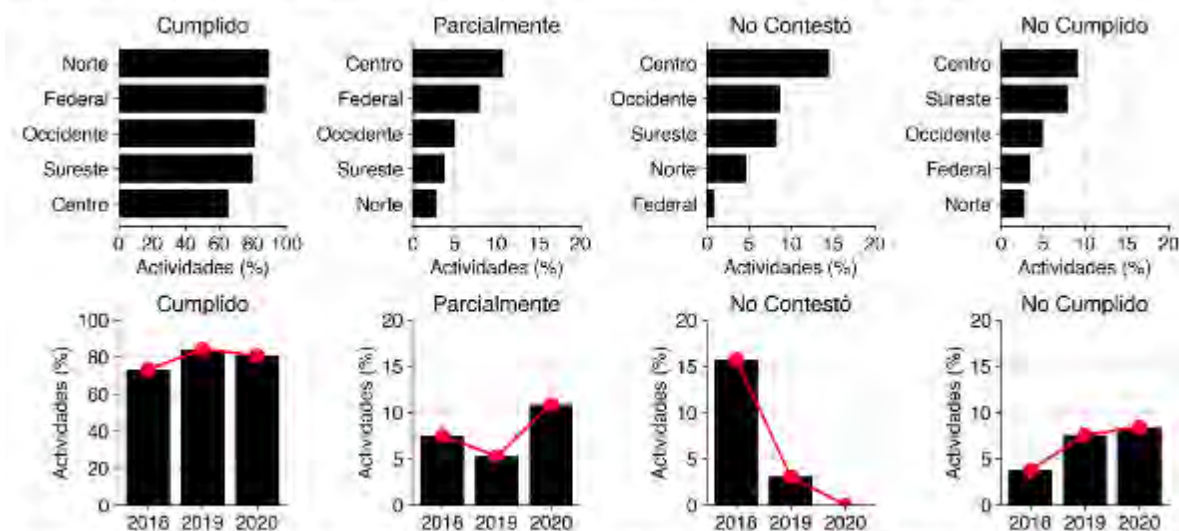 Cumplido
Norte
Federal
Occidente
Sureste
Centro
0 20 40 60 80 100
Actividades (%)
Parcialmente
Centro
Federal
Occidente
Sureste
Norte
0 5 10 15 20
Actividades (%)
No Contestó
Centro
Occidente
Sureste
Norte
Federal
0 5 10 15 20
Actividades (%)
No Cumplido
Centro
Sureste
Occidente
Federal
Norte
0 5 10 15 20
Actividades (%)
Cumplido
100
80
60
40
20
0
Actividades (%)
2018 2019 2020
Parcialmente
20
15
10
5
0
Actividades (%)
2018 2019 2020
No Contestó
20
15
10
5
0
Actividades (%)
2018 2019 2020
No Cumplido
20
15
10
5
0
Actividades (%)
2018 2019 2020